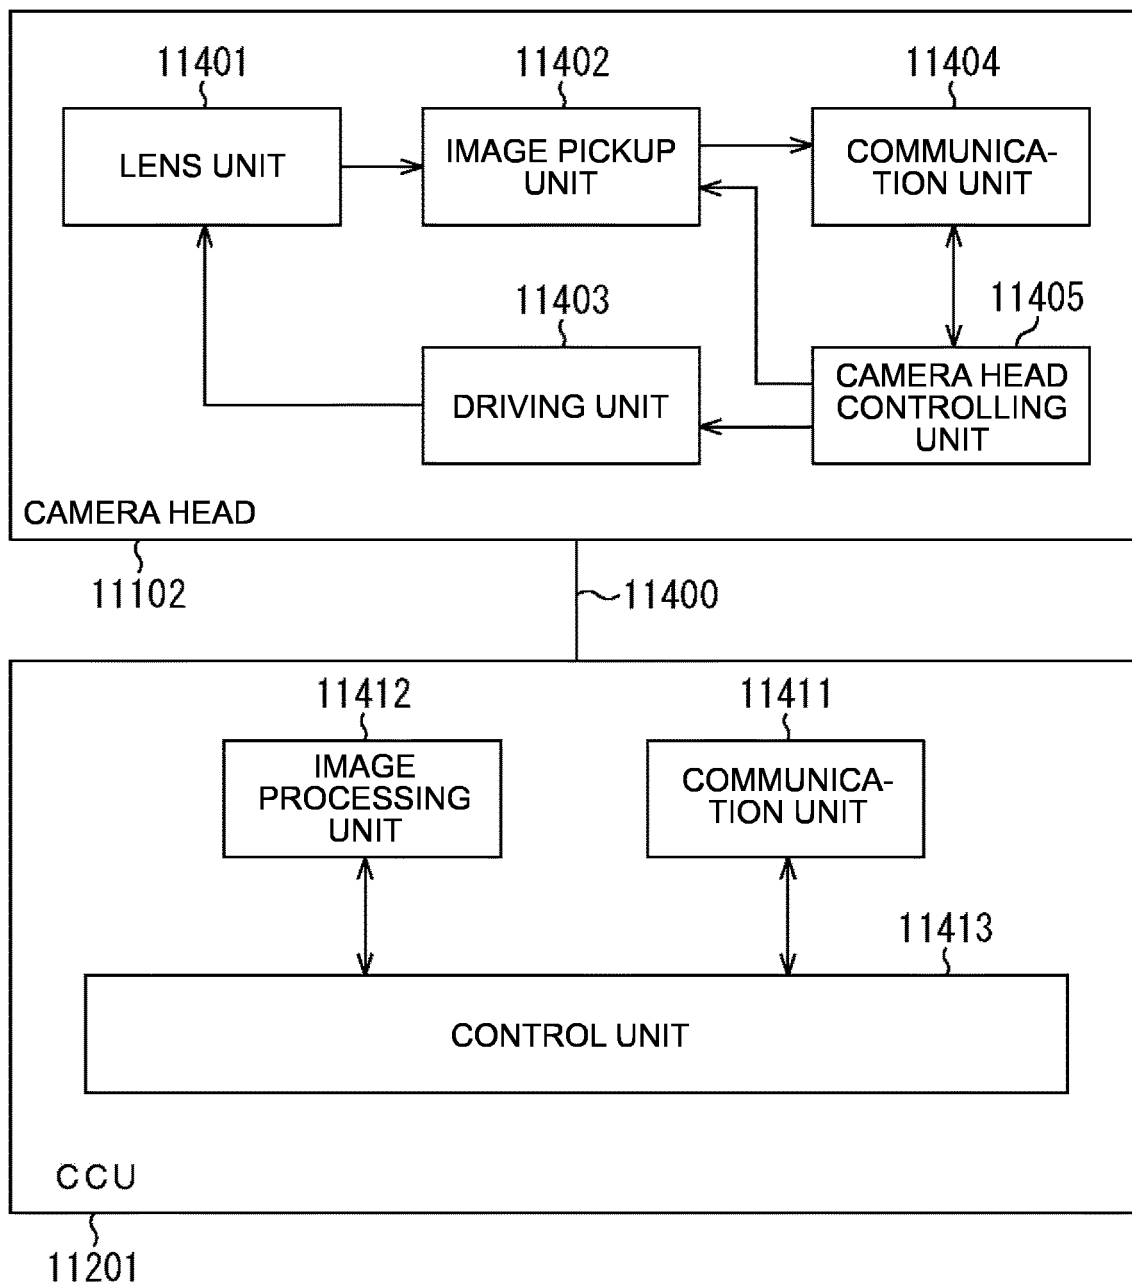 11401
11402
11404
LENS UNIT
IMAGE PICKUP
UNIT
COMMUNICA-
TION UNIT
11403
11405
DRIVING UNIT
CAMERA HEAD
CONTROLLING
UNIT
CAMERA HEAD
11102
11400
11412
11411
IMAGE
PROCESSING
UNIT
COMMUNICA-
TION UNIT
11413
CONTROL UNIT
CCU
11201